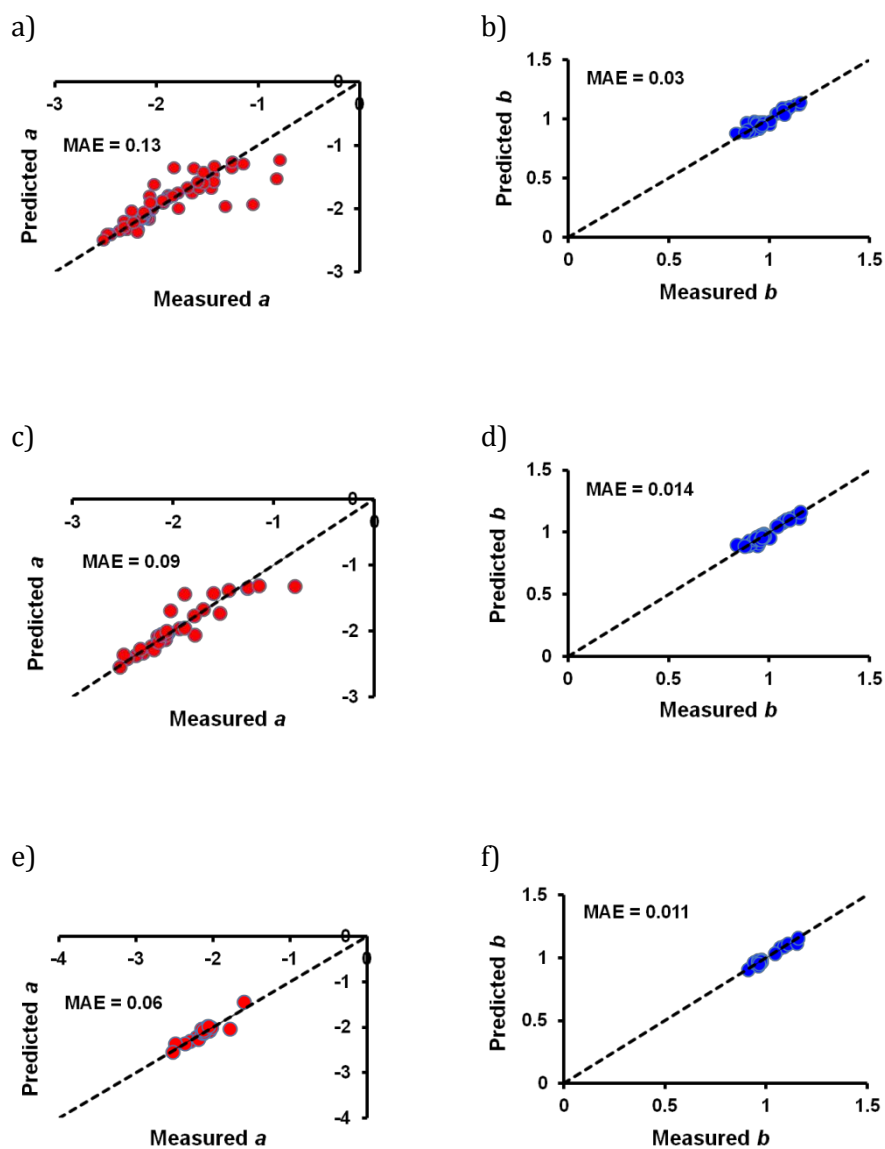 a)
-3 -2 -1 0
0
-1
-2
-3
MAE = 0.13
Predicted a
Measured a
b)
1.5
1
0.5
0
0 0.5 1 1.5
MAE = 0.03
Predicted b
Measured b
c)
-3 -2 -1 0
0
-1
-2
-3
MAE = 0.09
Predicted a
Measured a
d)
1.5
1
0.5
0
0 0.5 1 1.5
MAE = 0.014
Predicted b
Measured b
e)
-4 -3 -2 -1 0
0
-1
-2
-3
-4
MAE = 0.06
Predicted a
Measured a
f)
1.5
1
0.5
0
0 0.5 1 1.5
MAE = 0.011
Predicted b
Measured b